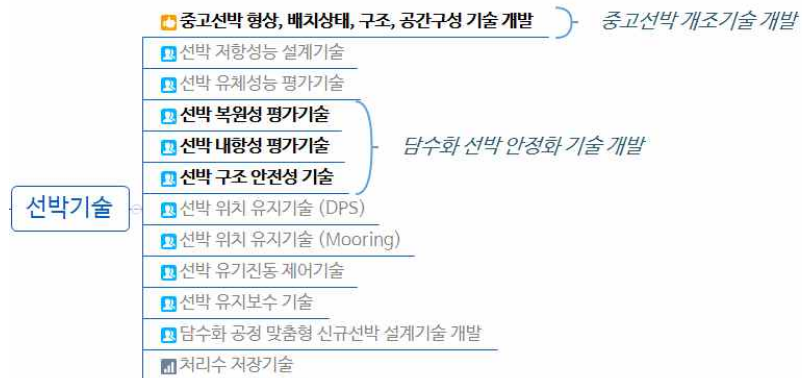 중고선박 형상, 배치상태, 구조, 공간구성 기술 개발
중고선박 개조기술 개발
선박 저항성능 설계기술
선박 유체성능 평가기술
선박 복원성 평가기술
선박 내항성 평가기술
담수화 선박 안정화 기술 개발
선박 구조 안전성 기술
선박기술
선박 위치 유지기술 (DPS)
선박 위치 유지기술 (Mooring)
선박 유기진동 제어기술
선박 유지보수 기술
담수화 공정 맞춤형 신규선박 설계기술 개발
처리수 저장기술